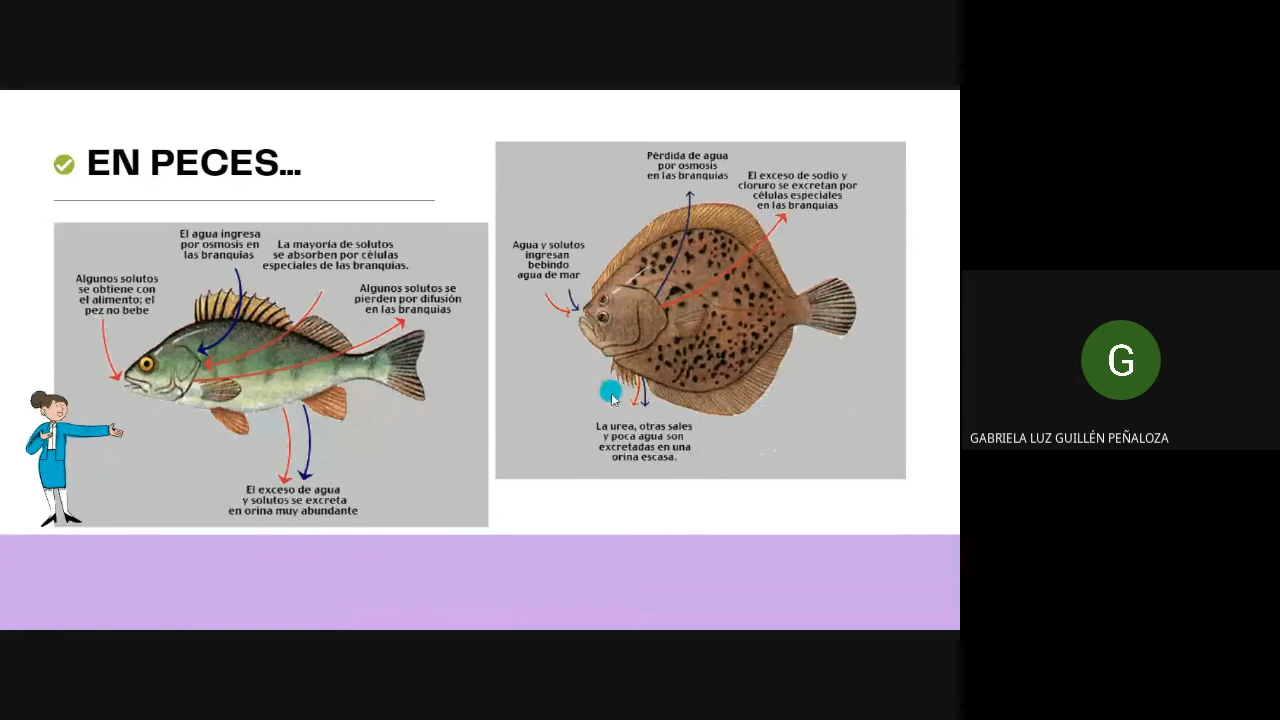 EN PECES...
El agua ingresa
por osmosis en
las branquias
La mayoría de solutos
se absorben por células
especiales de las branquias.
Algunos solutos
se obtiene con
el alimento; el
pez no bebe
Algunos solutos se
pierden por difusión
en las branquias
El exceso de agua
y solutos se excreta
en orina muy abundante
Pérdida de agua
por osmosis
en las branquias
El exceso de sodio y
cloruro se excretan por
células especiales
en las branquias
Agua y solutos
ingresan
bebindo
agua de mar
La urea, otras sales
y poca agua son
excretadas en una
orina escasa.
G
GABRIELA LUZ GUILLÉN PEÑALOZA